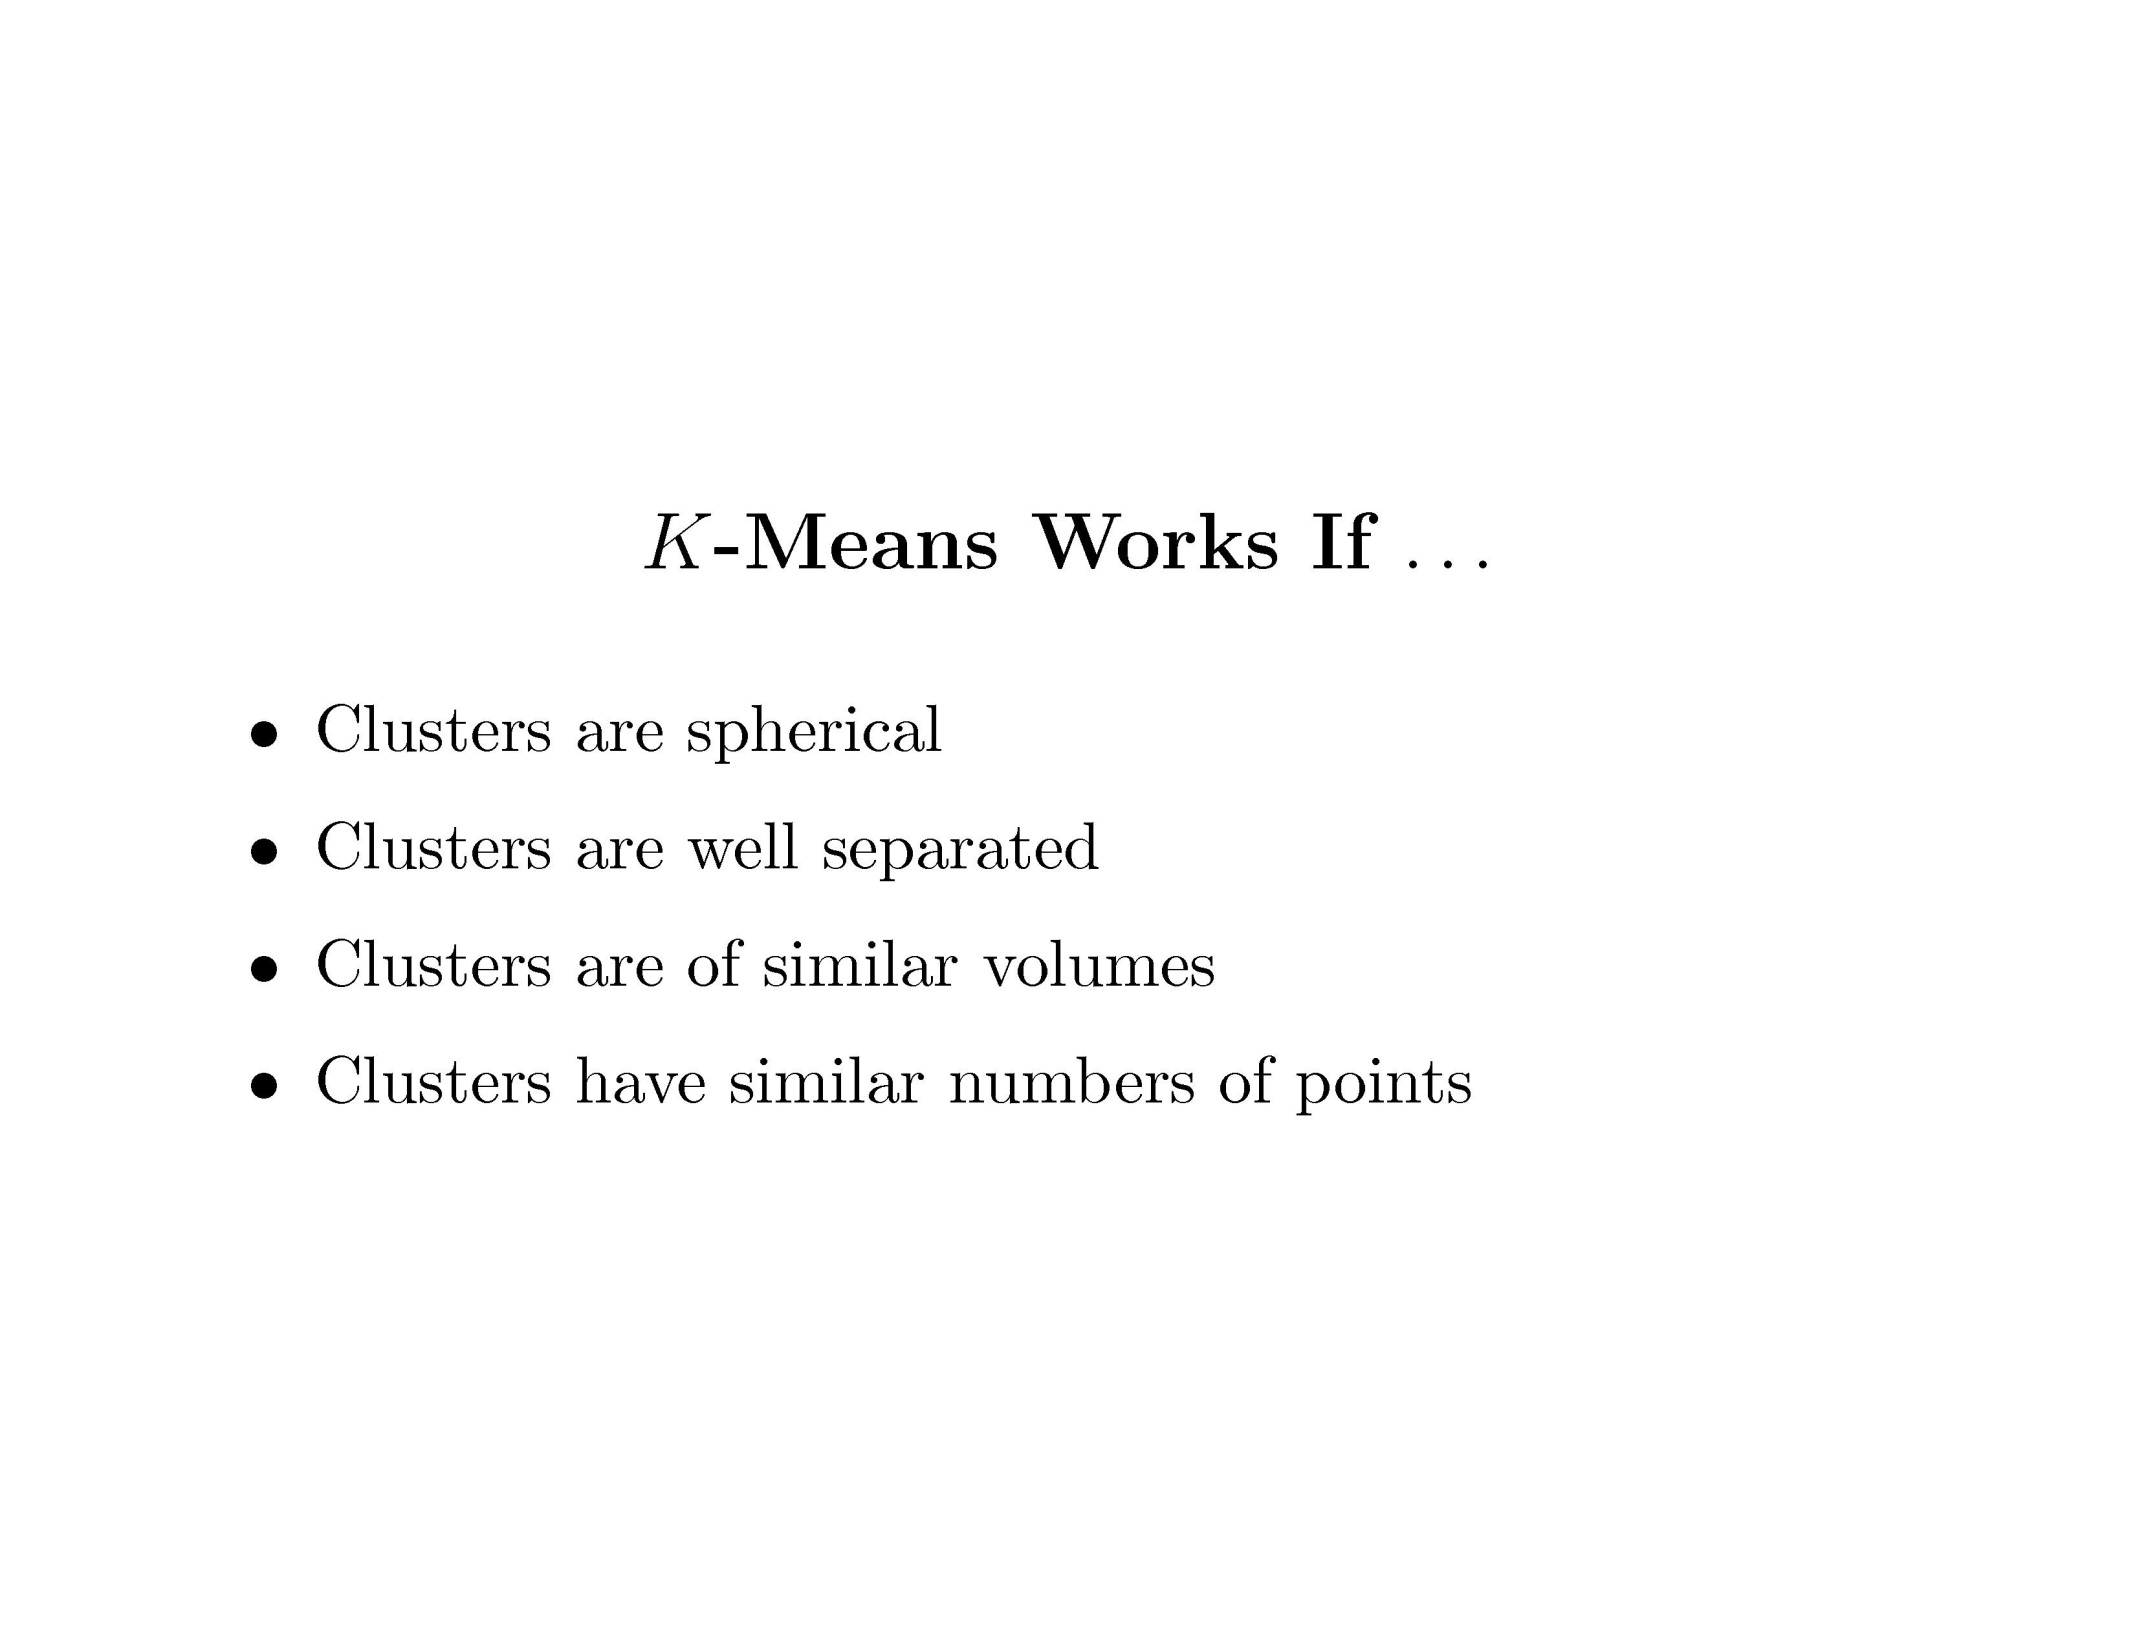 K-Means Works If . . .
• Clusters are spherical
• Clusters are well separated
• Clusters are of similar volumes
• Clusters have similar numbers of points